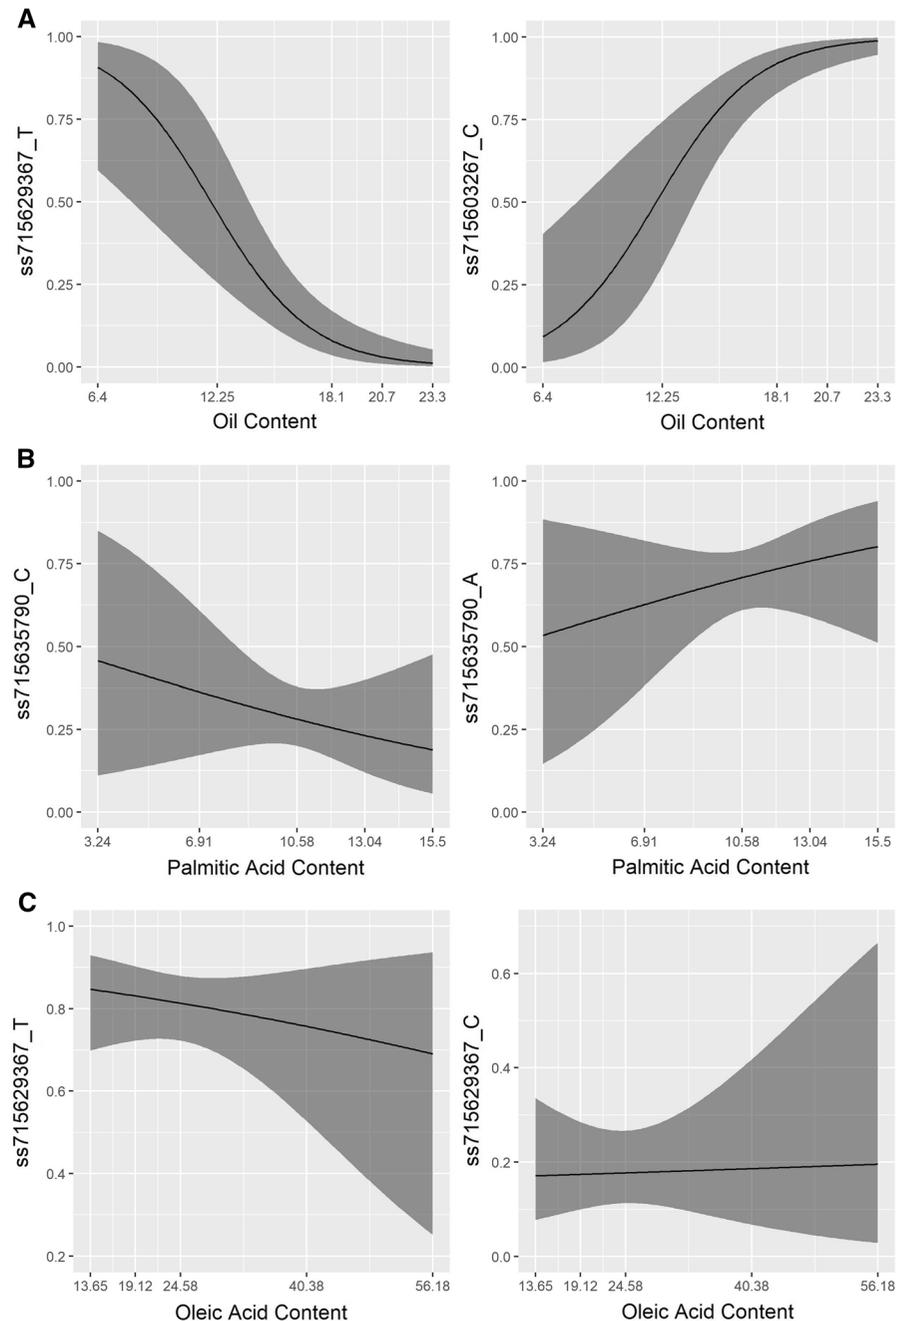 A
ss715629367_T
1.00
0.75
0.50
0.25
0.00
6.4 12.25 18.1 20.7 23.3
Oil Content
ss715603267_C
1.00
0.75
0.50
0.25
0.00
6.4 12.25 18.1 20.7 23.3
Oil Content
B
ss715635790_C
1.00
0.75
0.50
0.25
0.00
3.24 6.91 10.58 13.04 15.5
Palmitic Acid Content
ss715635790_A
1.00
0.75
0.50
0.25
0.00
3.24 6.91 10.58 13.04 15.5
Palmitic Acid Content
C
ss715629367_T
1.0
0.8
0.6
0.4
0.2
13.65 19.12 24.58 40.38 56.18
Oleic Acid Content
ss715629367_C
0.6
0.4
0.2
0.0
13.65 19.12 24.58 40.38 56.18
Oleic Acid Content